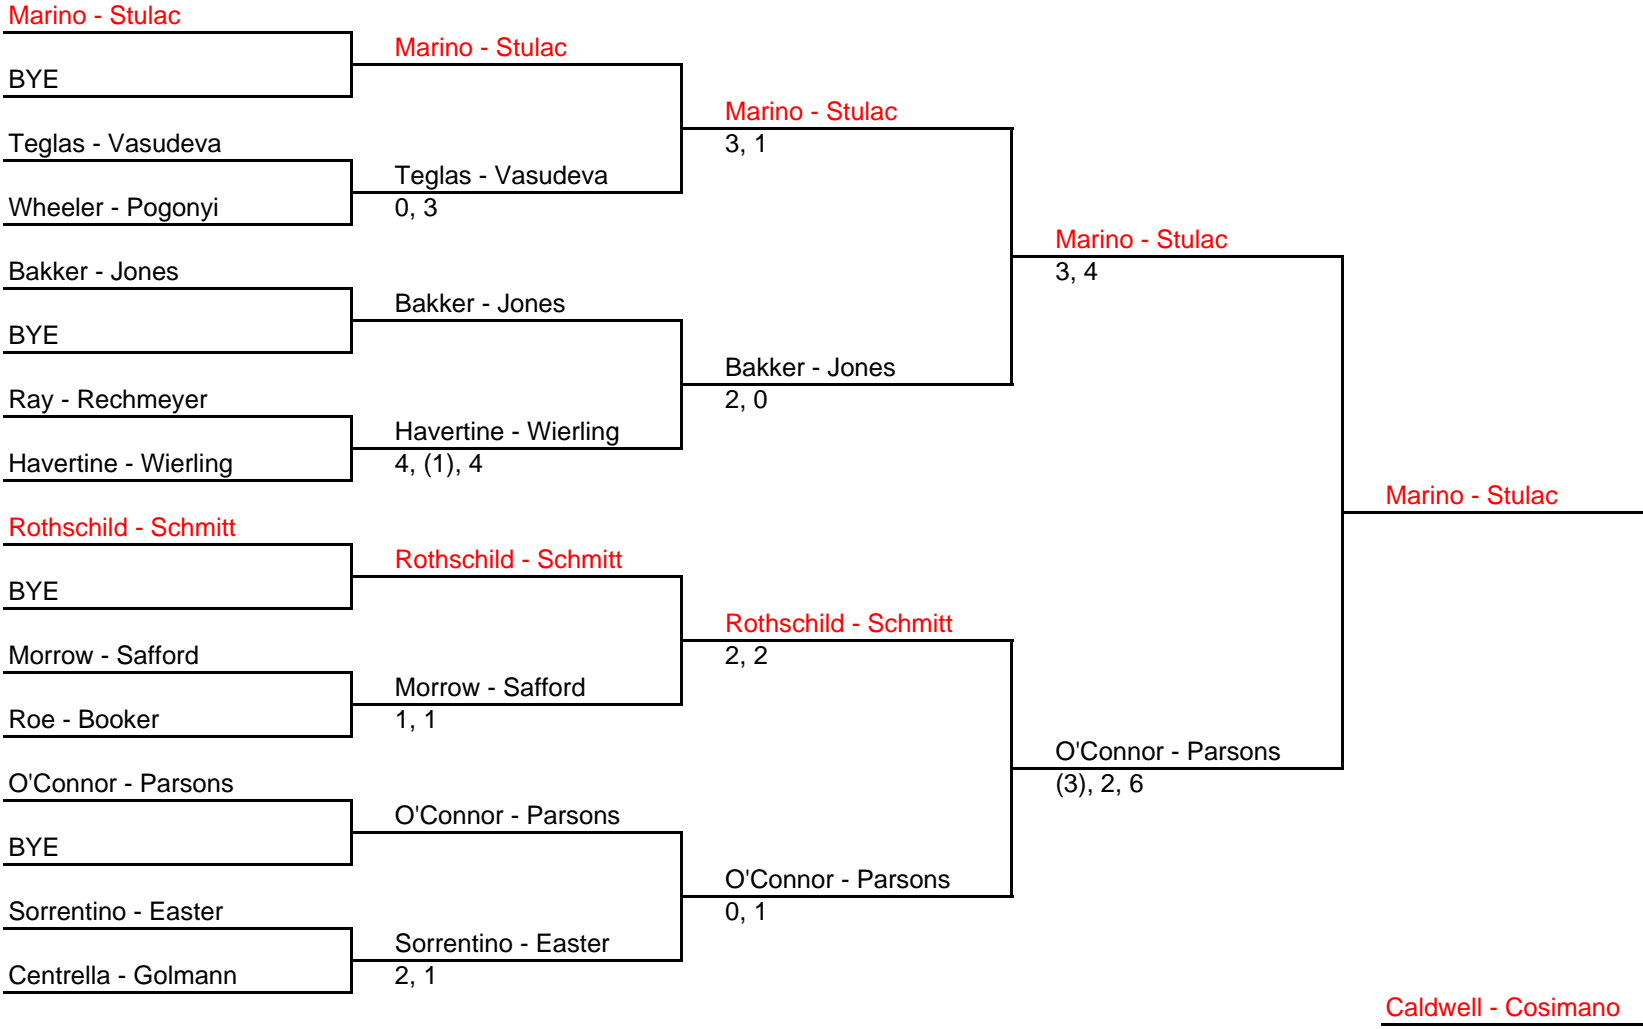 Marino - Stulac
BYE
Teglas - Vasudeva
Wheeler - Pogonyi
Bakker - Jones
BYE
Ray - Rechmeyer
Havertine - Wierling
Rothschild - Schmitt
BYE
Morrow - Safford
Roe - Booker
O'Connor - Parsons
BYE
Sorrentino - Easter
Centrella - Golmann
Marino - Stulac
Teglas - Vasudeva
0, 3
Bakker - Jones
Havertine - Wierling
4, (1), 4
Rothschild - Schmitt
Morrow - Safford
1, 1
O'Connor - Parsons
Sorrentino - Easter
2, 1
Marino - Stulac
3, 1
Bakker - Jones
2, 0
Rothschild - Schmitt
2, 2
O'Connor - Parsons
0, 1
Marino - Stulac
3, 4
O'Connor - Parsons
(3), 2, 6
Marino - Stulac
Caldwell - Cosimano